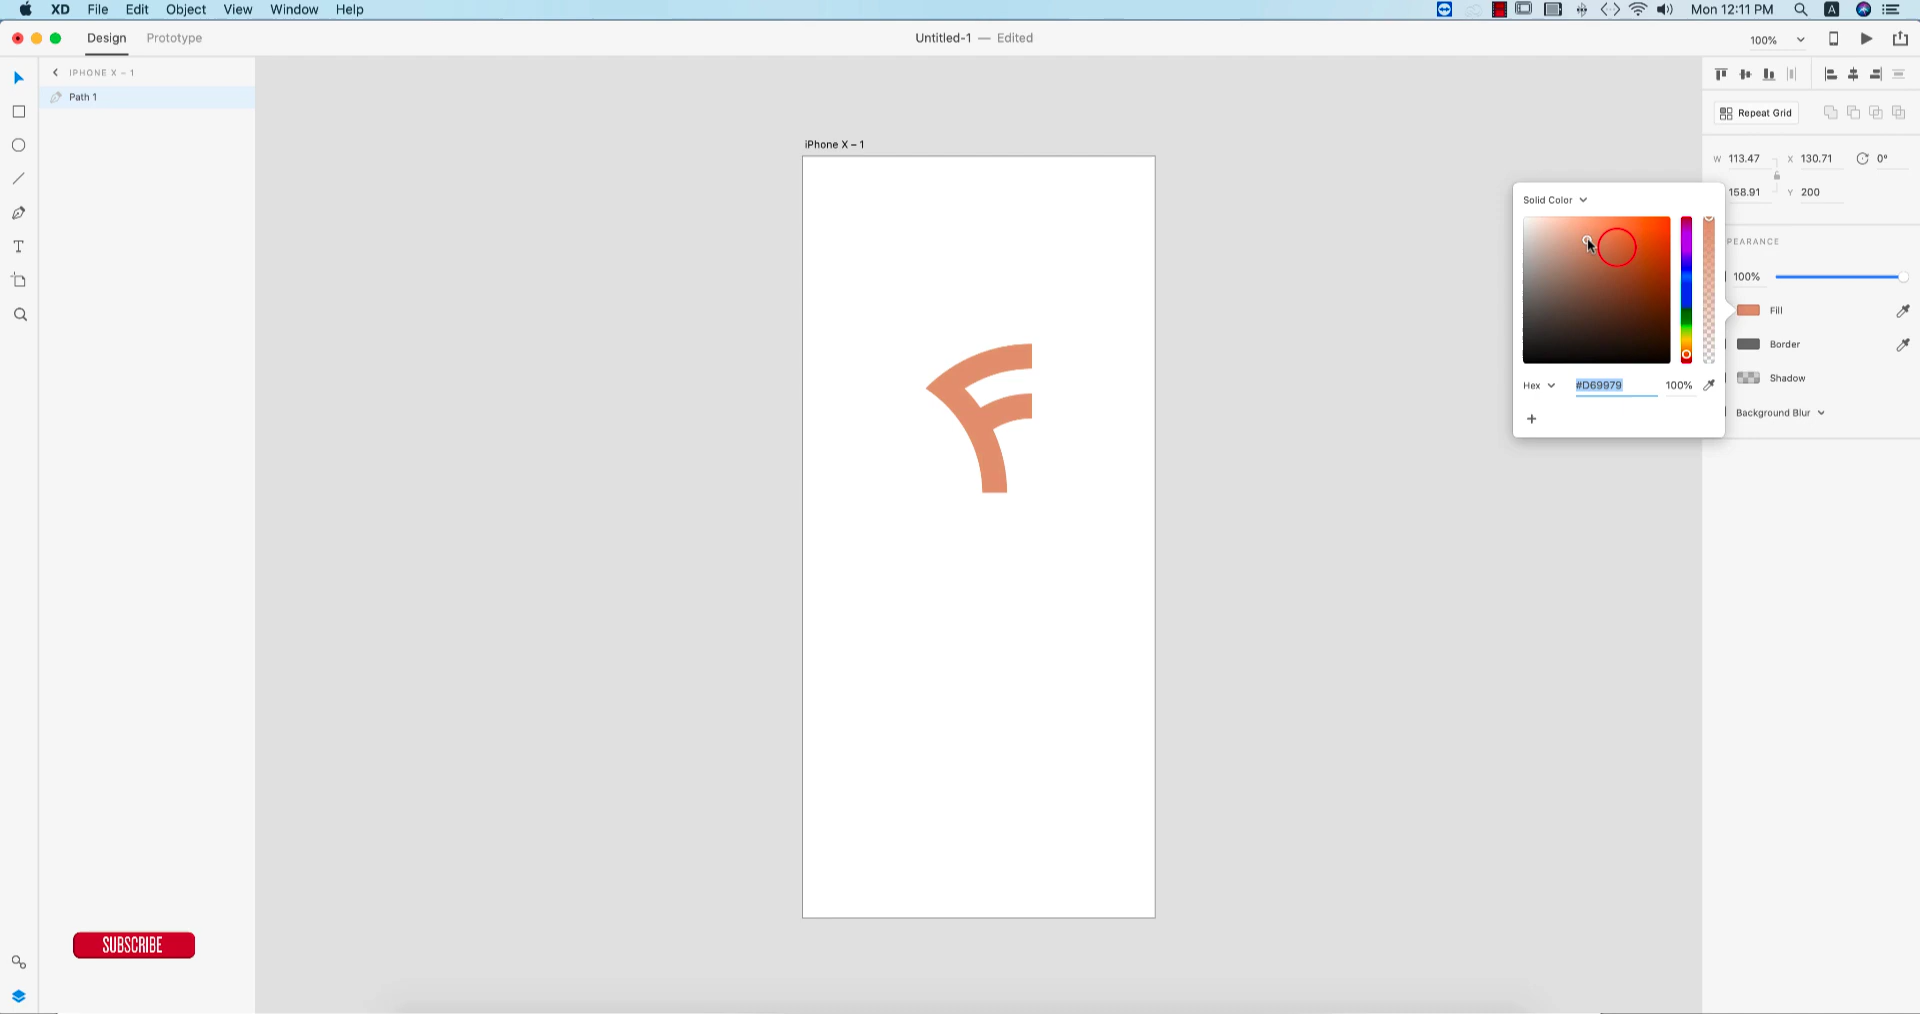 XD File Edit Object View Window Help
Mon 12:11 PM A
Design Prototype
Untitled-1 — Edited
100%
IPHONE X – 1
Path 1
Repeat Grid
iPhone X – 1
W 113.47 X 130.71 0°
158.91 Y 200
Solid Color
PEARANCE
100%
Fill
Border
Shadow
Hex #D69979 100%
Background Blur
SUBSCRIBE